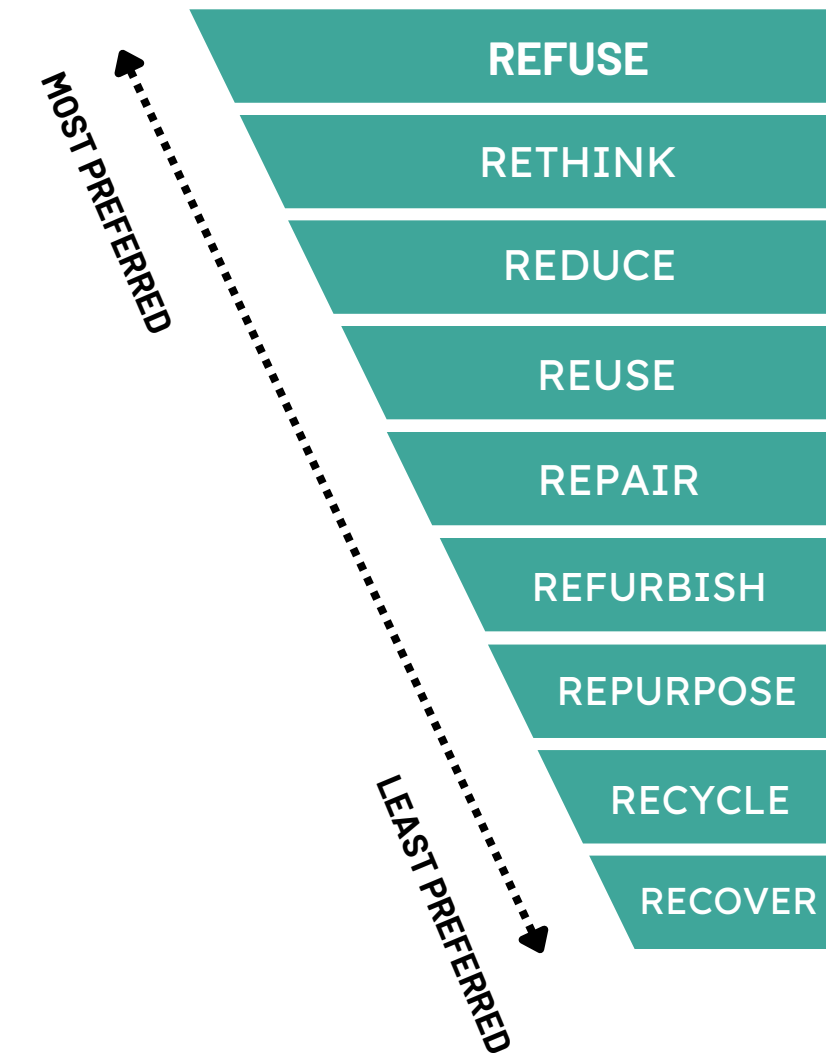 REFUSE
MOST PREFERRED
RETHINK
REDUCE
REUSE
REPAIR
REFURBISH
REPURPOSE
RECYCLE
LEAST PREFERRED
RECOVER